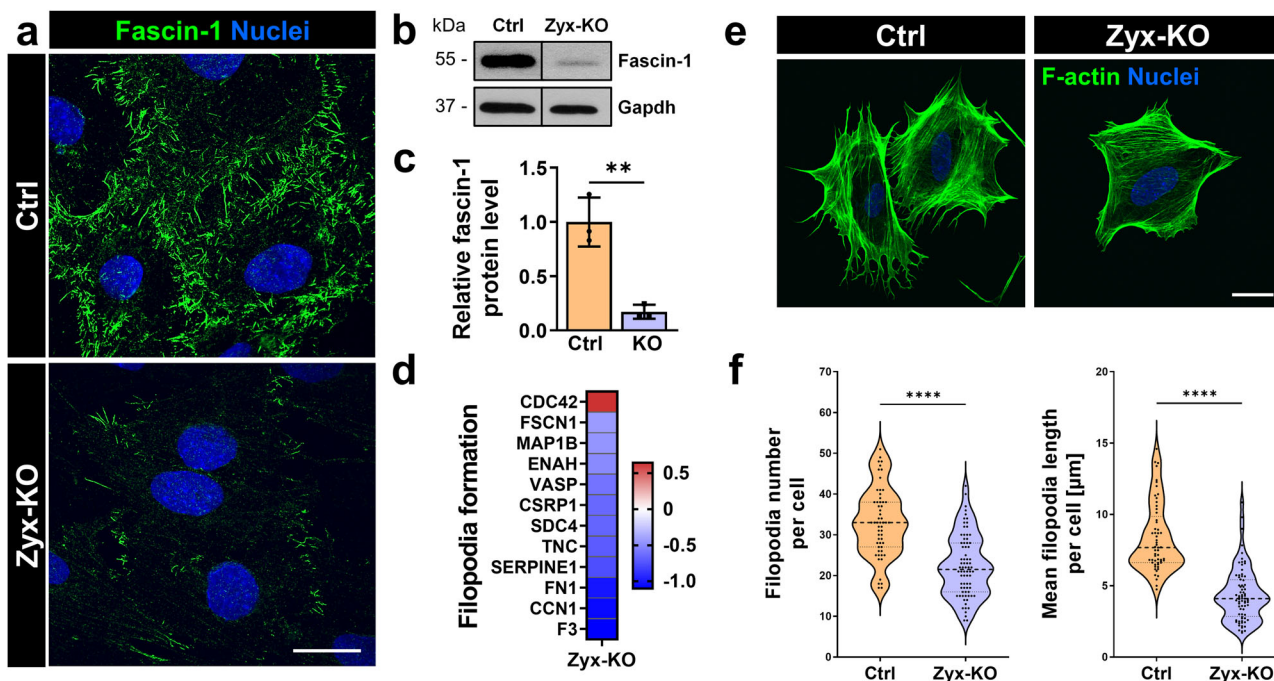 a
Fascin-1 Nuclei
Ctrl
Zyx-KO
b
kDa Ctrl Zyx-KO
55 - Fascin-1
37 - Gapdh
c
Relative fascin-1
protein level
1.5
1.0
0.5
0.0
**
Ctrl KO
d
Filopodia formation
CDC42
FSCN1
MAP1B
ENAH
VASP
CSRP1
SDC4
TNC
SERPINE1
FN1
CCN1
F3
Zyx-KO
0.5
0
-0.5
-1.0
e
Ctrl Zyx-KO
F-actin Nuclei
f
Filopodia number
per cell
70
60
50
40
30
20
10
0
****
Ctrl Zyx-KO
Mean filopodia length
per cell [µm]
20
15
10
5
0
****
Ctrl Zyx-KO